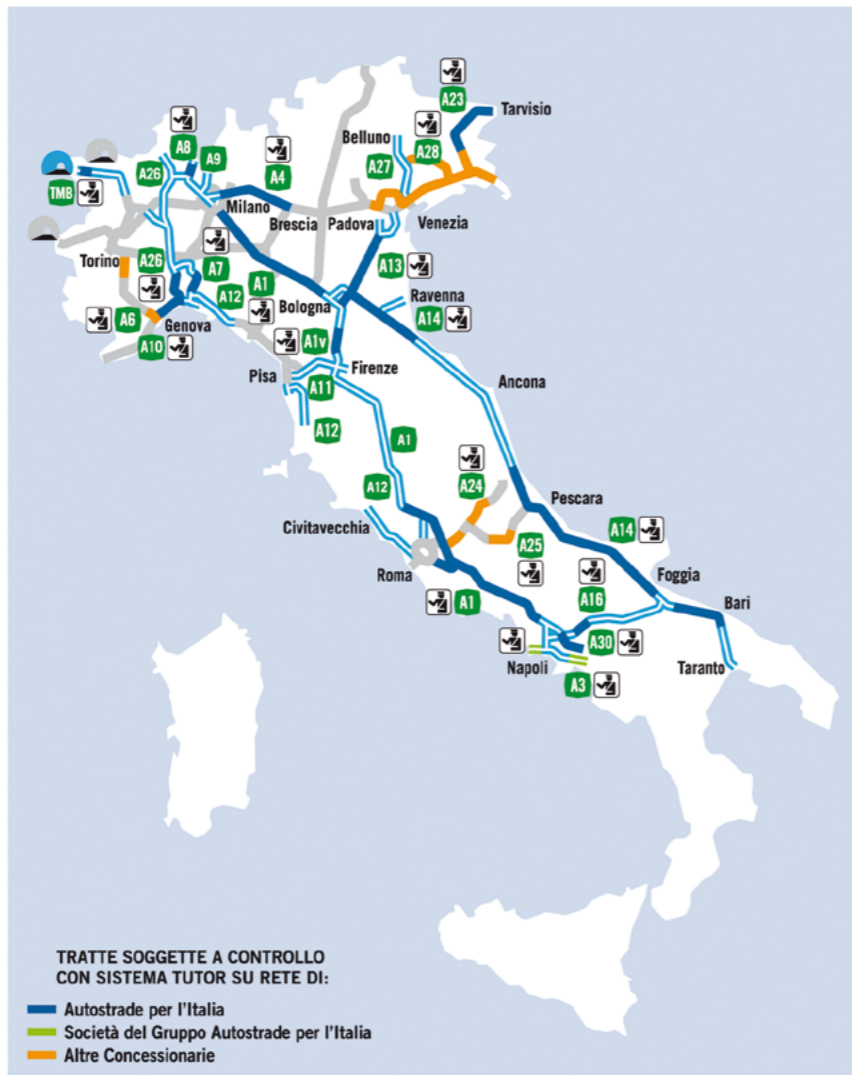 A23
Tarvisio
Belluno
A28
A8
A9
A4
A27
A26
TMB
Milano
Brescia
Padova
Venezia
Torino
A26
A7
A13
A12
A1
Bologna
Ravenna
A14
A6
Genova
A10
A1v
Firenze
Pisa
A11
Ancona
A12
A1
A24
A12
Pescara
Civitavecchia
A14
A25
Roma
Foggia
A16
A1
Bari
A30
Napoli
Taranto
A3
TRATTE SOGGETTE A CONTROLLO
CON SISTEMA TUTOR SU RETE DI:
Autostrade per l'Italia
Società del Gruppo Autostrade per l'Italia
Altre Concessionarie